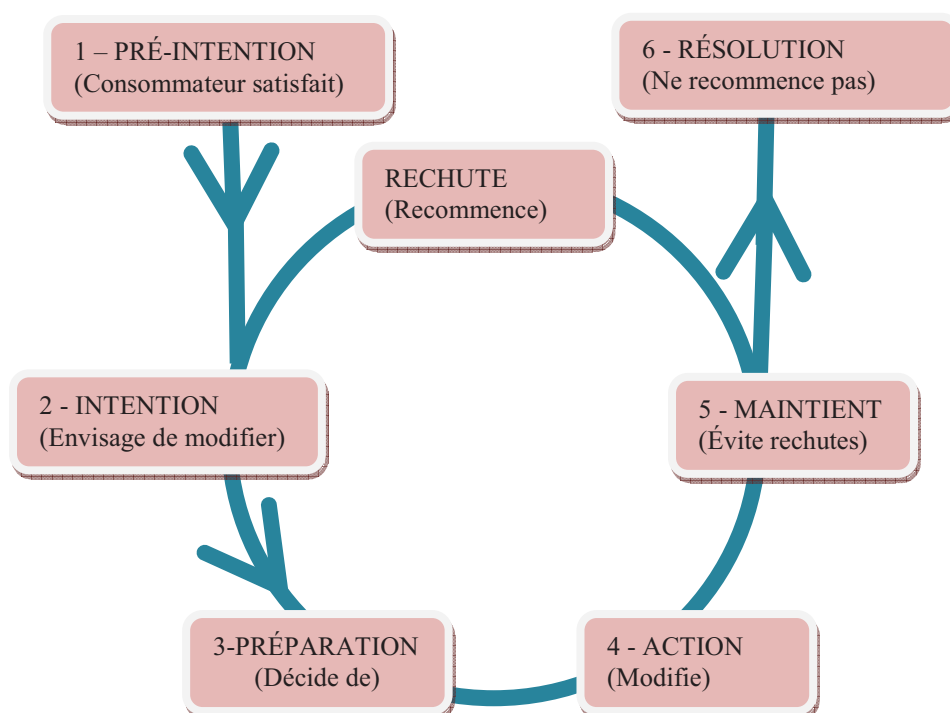 1 – PRÉ-INTENTION
(Consommateur satisfait)
6 - RÉSOLUTION
(Ne recommence pas)
RECHUTE
(Recommence)
2 - INTENTION
(Envisage de modifier)
5 - MAINTIENT
(Évite rechutes)
3-PRÉPARATION
(Décide de)
4 - ACTION
(Modifie)